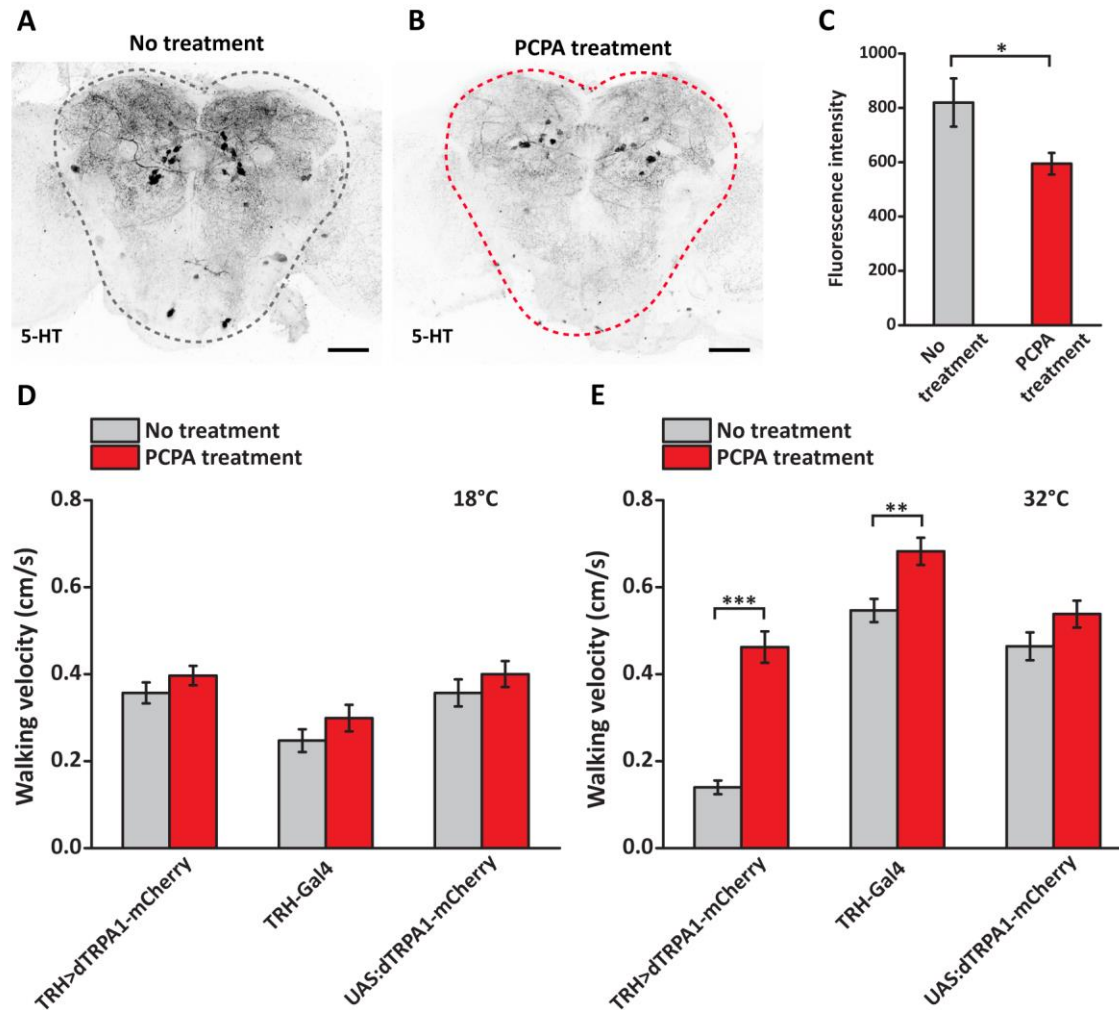 A
No treatment
5-HT
B
PCPA treatment
5-HT
C
Fluorescence intensity
1000
800
600
400
200
0
*
No
treatment
PCPA
treatment
D
No treatment
PCPA treatment
18°C
Walking velocity (cm/s)
0.8
0.6
0.4
0.2
0.0
TRH>dTRPA1-mCherry
TRH-Gal4
UAS:dTRPA1-mCherry
E
No treatment
PCPA treatment
32°C
Walking velocity (cm/s)
0.8
0.6
0.4
0.2
0.0
***
**
TRH>dTRPA1-mCherry
TRH-Gal4
UAS:dTRPA1-mCherry